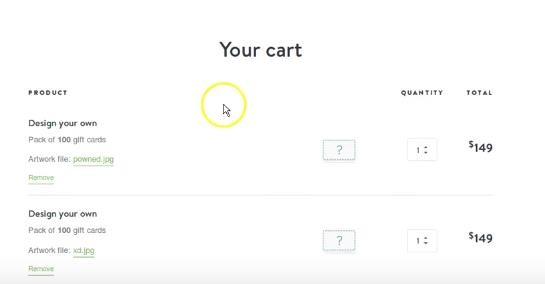 Your cart
PRODUCT QUANTITY TOTAL
Design your own
Pack of 100 gift cards
? 1 $149
Artwork file: powned.jpg
Remove
Design your own
Pack of 100 gift cards
? 1 $149
Artwork file: xd.jpg
Remove